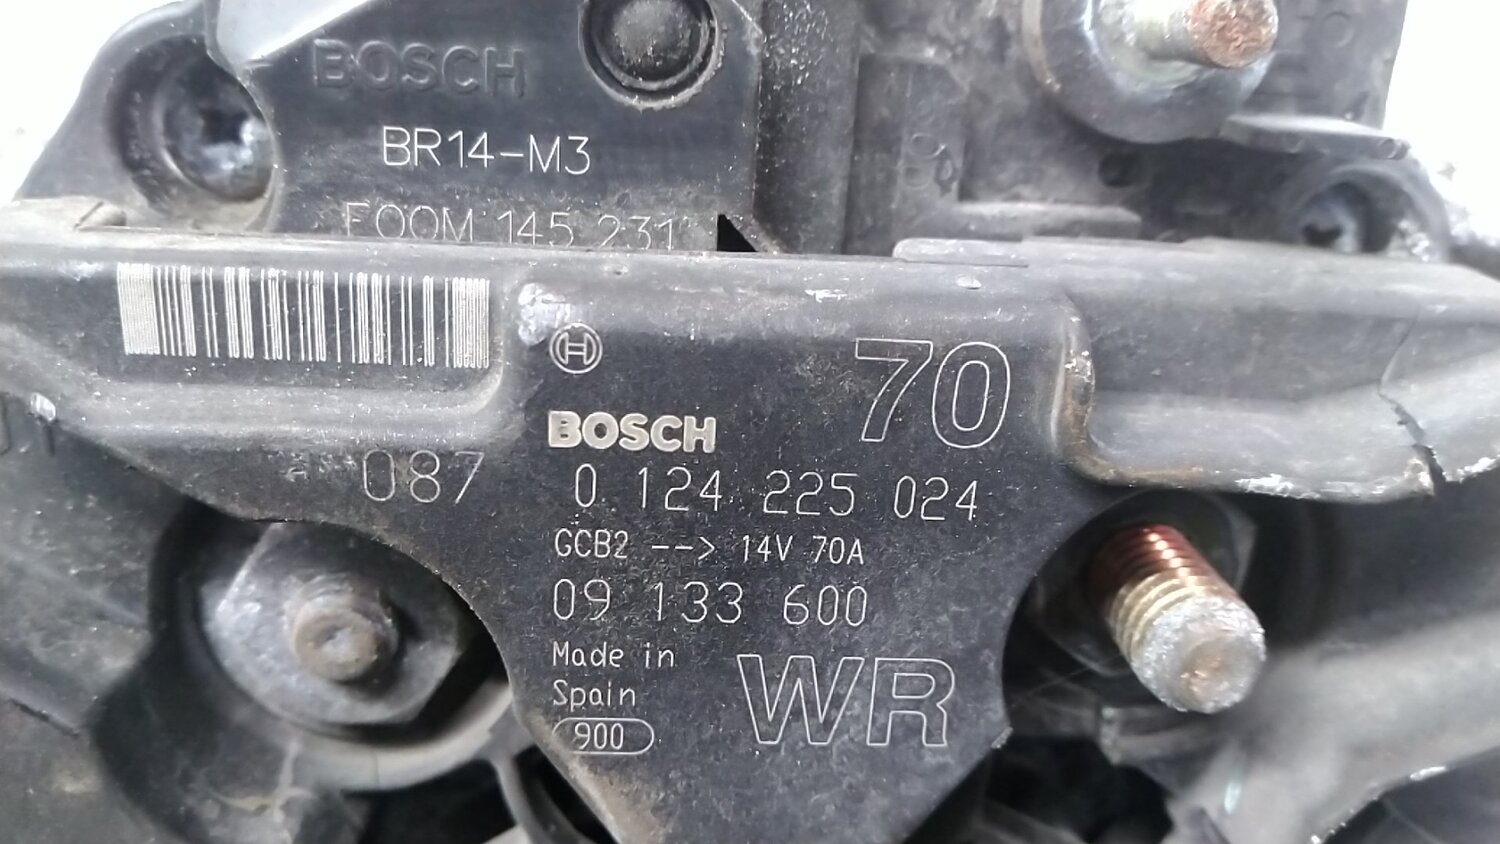 BOSCH
BR14-M3
F00M 145 231
70
BOSCH
087
0 124 225 024
GCB2 --> 14V 70A
09 133 600
Made in
Spain
WR
900